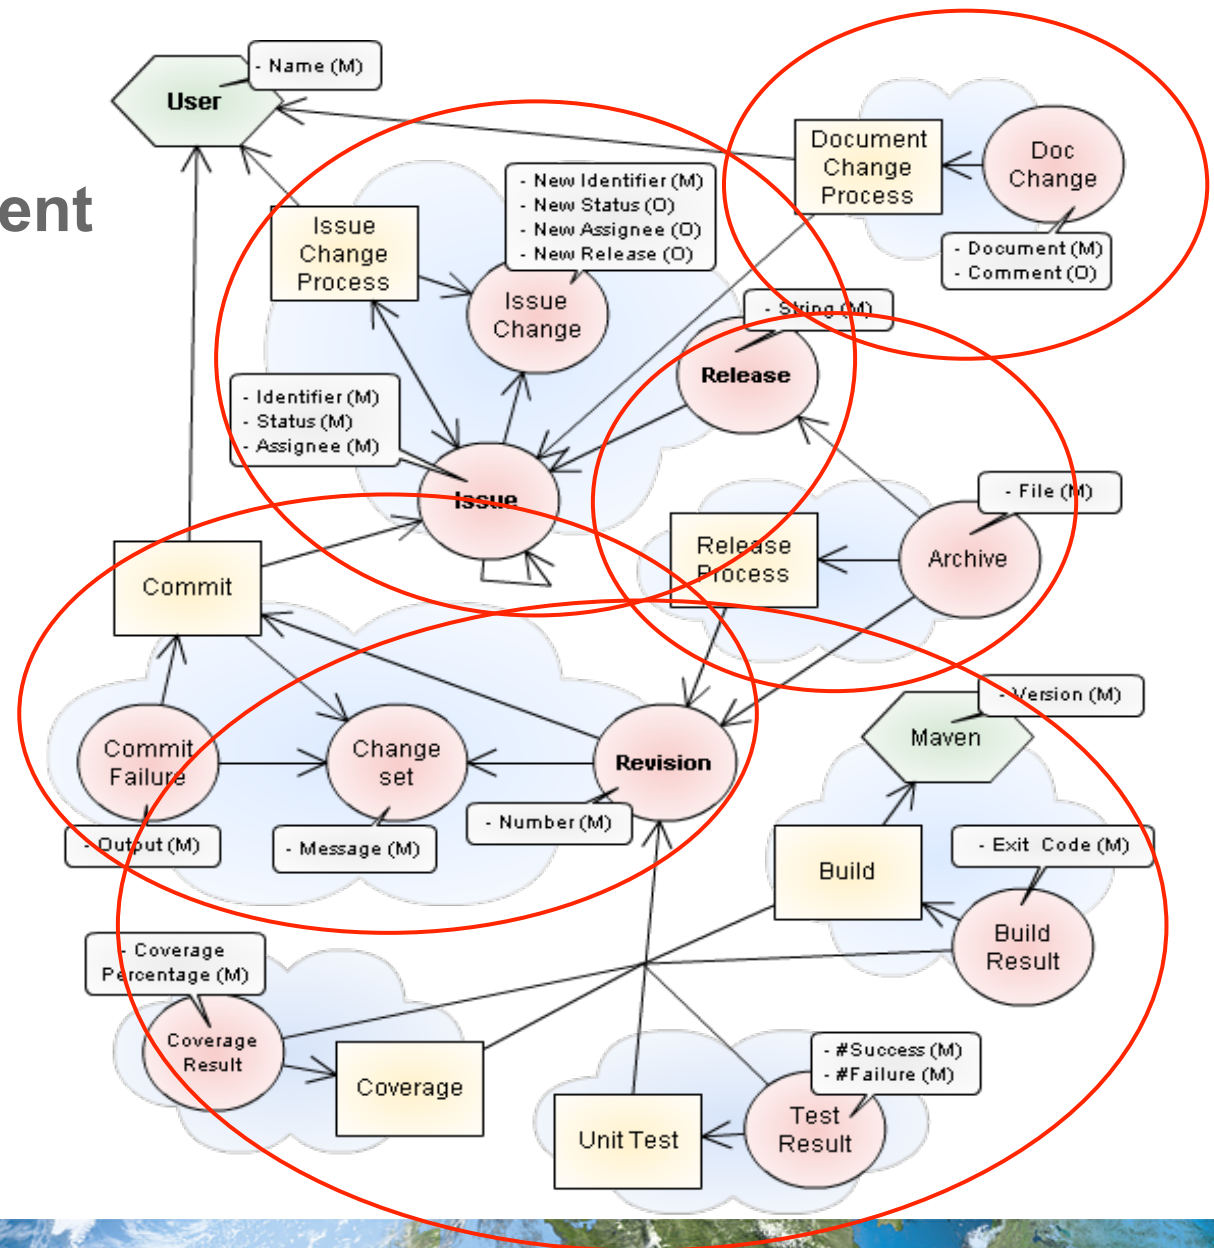 - Name (M)
User
ent
Document
Change
Process
Doc
Change
- Document (M)
- Comment (O)
- New Identifier (M)
- New Status (O)
- New Assignee (O)
- New Release (O)
Issue
Change
Process
Issue
Change
- String (M)
Release
- Identifier (M)
- Status (M)
- Assignee (M)
Issue
- File (M)
Release
Process
Archive
Commit
Commit
Failure
Change
set
Revision
- Output (M)
- Message (M)
- Number (M)
- Version (M)
Maven
- Exit Code (M)
Build
Build
Result
- Coverage
Percentage (M)
Coverage
Result
Coverage
- #Success (M)
- #Failure (M)
Unit Test
Test
Result